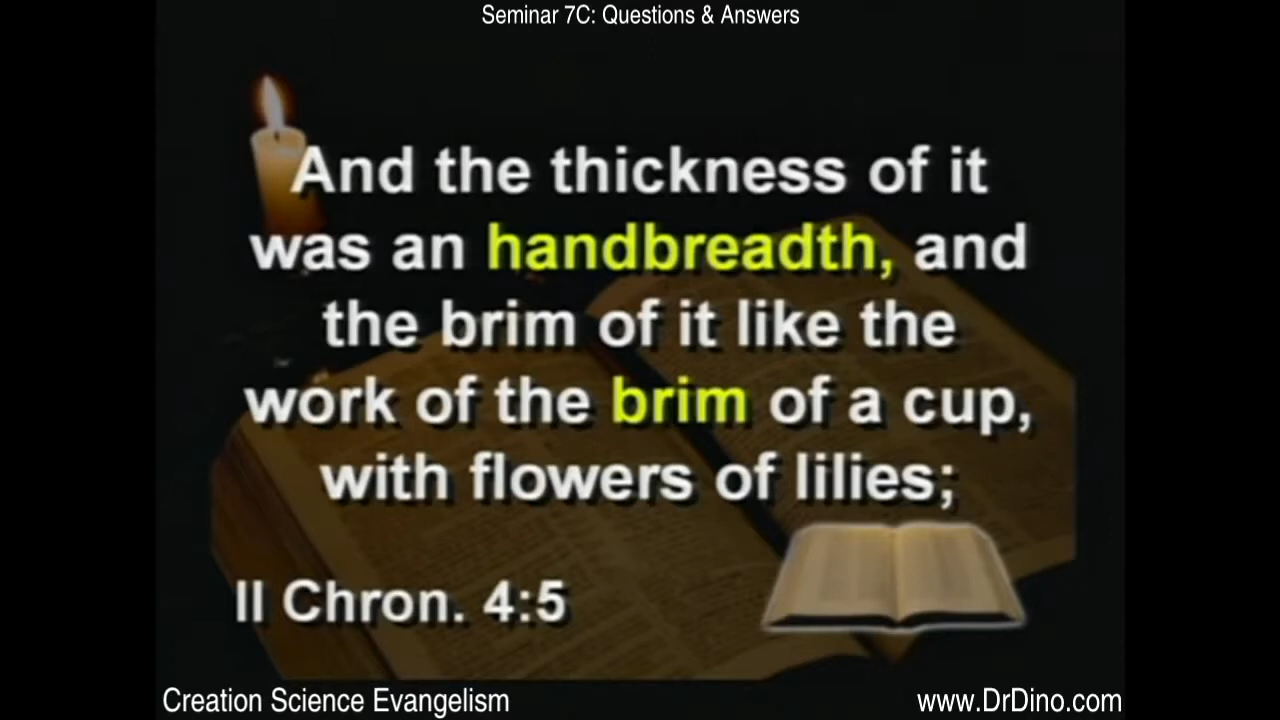 Seminar 7C: Questions & Answers
And the thickness of it
was an handbreadth, and
the brim of it like the
work of the brim of a cup,
with flowers of lilies;
II Chron. 4:5
Creation Science Evangelism
www.DrDino.com